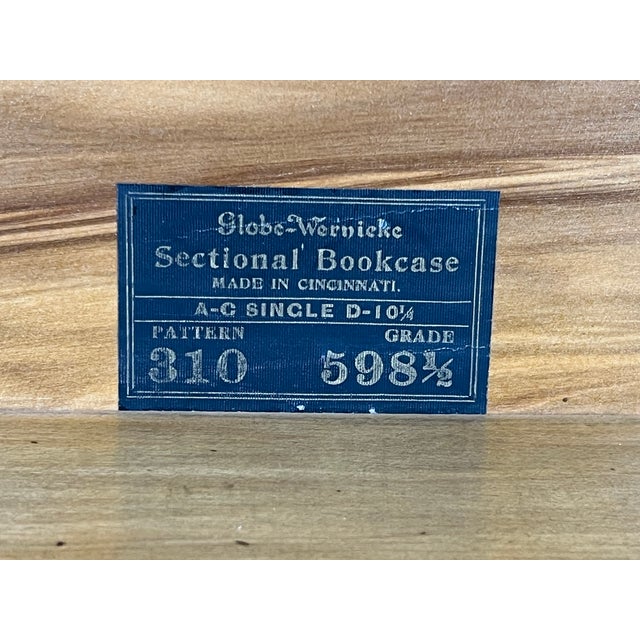 Globe-Wernicke
Sectional Bookcase
MADE IN CINCINNATI.
A-C SINGLE D-10¼
PATTERN GRADE
310 598½